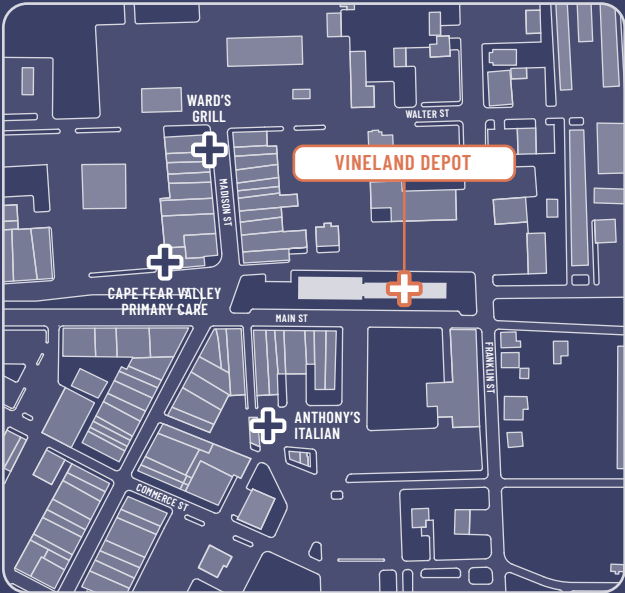 WARD'S
GRILL
WALTER ST
VINELAND DEPOT
MADISON ST
CAPE FEAR VALLEY
PRIMARY CARE
MAIN ST
FRANKLIN ST
ANTHONY'S
ITALIAN
COMMERCE ST